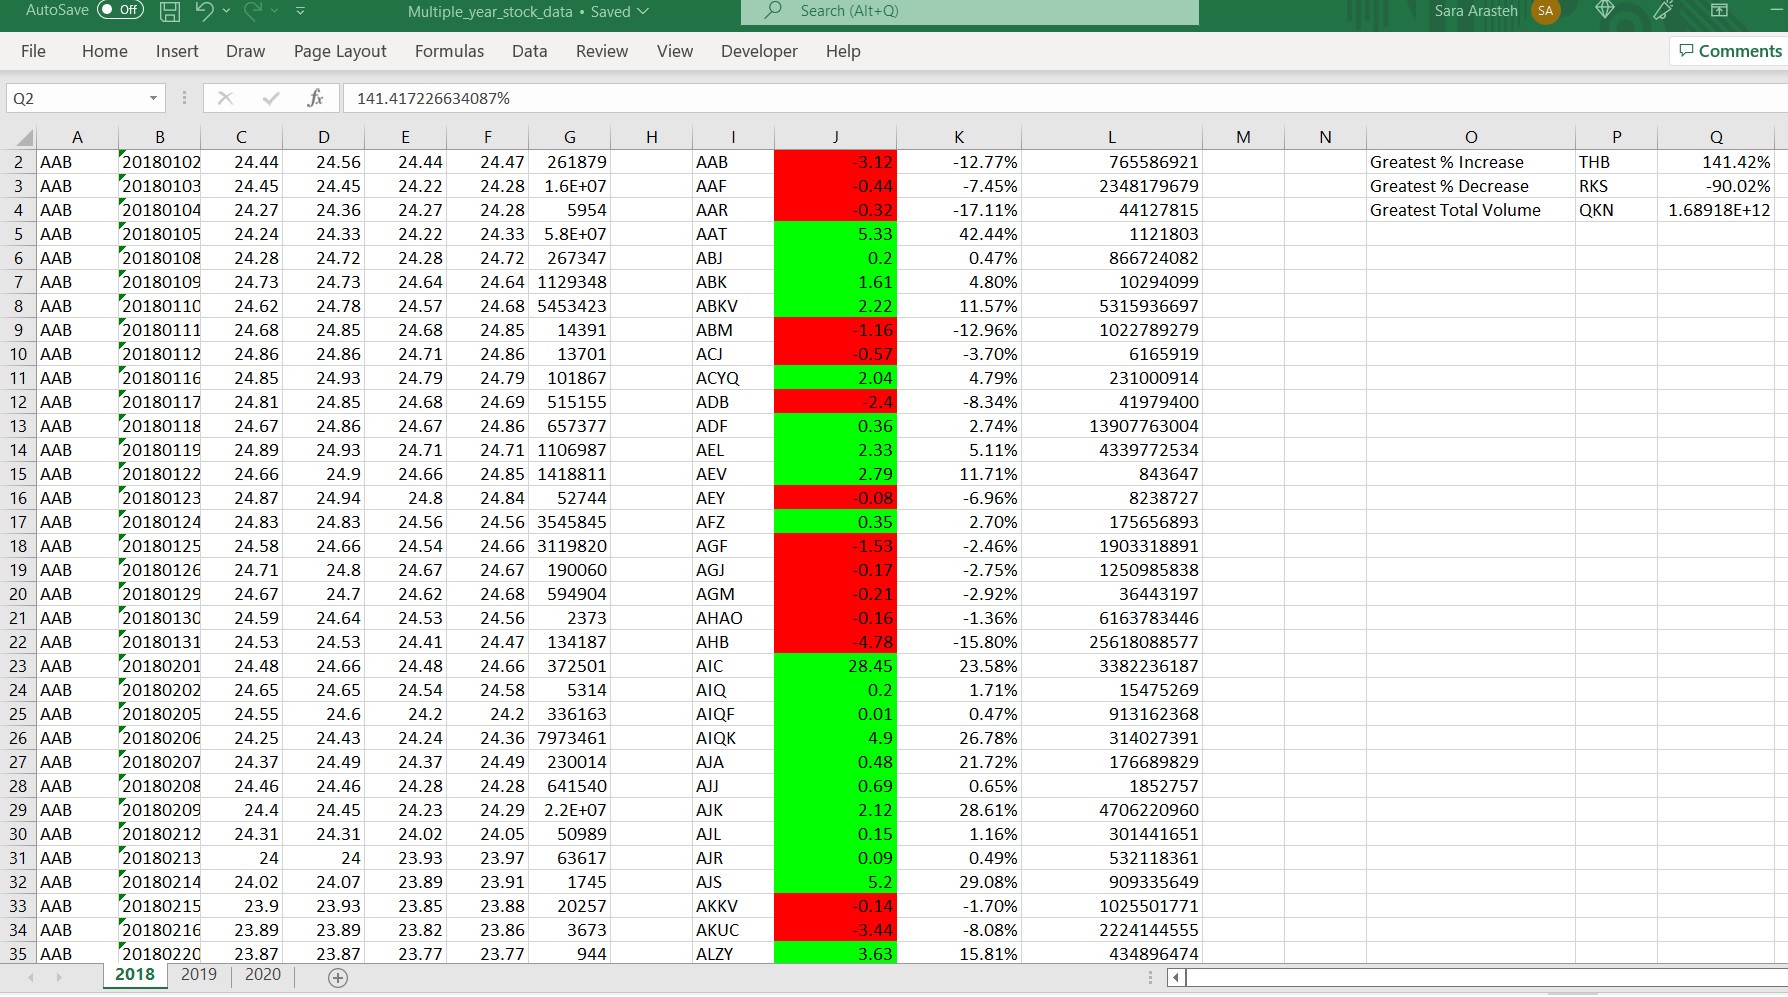 AutoSave Off Multiple_year_stock_data • Saved Search (Alt+Q) Sara Arasteh SA
File Home Insert Draw Page Layout Formulas Data Review View Developer Help Comments
Q2 fx 141.417226634087%
A B C D E F G H I J K L M N O P Q
2 AAB 20180102 24.44 24.56 24.44 24.47 261879 AAB -3.12 -12.77% 765586921 Greatest % Increase THB 141.42%
3 AAB 20180103 24.45 24.45 24.22 24.28 1.6E+07 AAF -0.44 -7.45% 2348179679 Greatest % Decrease RKS -90.02%
4 AAB 20180104 24.27 24.36 24.27 24.28 5954 AAR -0.32 -17.11% 44127815 Greatest Total Volume QKN 1.68918E+12
5 AAB 20180105 24.24 24.33 24.22 24.33 5.8E+07 AAT 5.33 42.44% 1121803
6 AAB 20180108 24.28 24.72 24.28 24.72 267347 ABJ 0.2 0.47% 866724082
7 AAB 20180109 24.73 24.73 24.64 24.64 1129348 ABK 1.61 4.80% 10294099
8 AAB 20180110 24.62 24.78 24.57 24.68 5453423 ABKV 2.22 11.57% 5315936697
9 AAB 20180111 24.68 24.85 24.68 24.85 14391 ABM -1.16 -12.96% 1022789279
10 AAB 20180112 24.86 24.86 24.71 24.86 13701 ACJ -0.57 -3.70% 6165919
11 AAB 20180116 24.85 24.93 24.79 24.79 101867 ACYQ 2.04 4.79% 231000914
12 AAB 20180117 24.81 24.85 24.68 24.69 515155 ADB -2.4 -8.34% 41979400
13 AAB 20180118 24.67 24.86 24.67 24.86 657377 ADF 0.36 2.74% 13907763004
14 AAB 20180119 24.89 24.93 24.71 24.71 1106987 AEL 2.33 5.11% 4339772534
15 AAB 20180122 24.66 24.9 24.66 24.85 1418811 AEV 2.79 11.71% 843647
16 AAB 20180123 24.87 24.94 24.8 24.84 52744 AEY -0.08 -6.96% 8238727
17 AAB 20180124 24.83 24.83 24.56 24.56 3545845 AFZ 0.35 2.70% 175656893
18 AAB 20180125 24.58 24.66 24.54 24.66 3119820 AGF -1.53 -2.46% 1903318891
19 AAB 20180126 24.71 24.8 24.67 24.67 190060 AGJ -0.17 -2.75% 1250985838
20 AAB 20180129 24.67 24.7 24.62 24.68 594904 AGM -0.21 -2.92% 36443197
21 AAB 20180130 24.59 24.64 24.53 24.56 2373 AHAO -0.16 -1.36% 6163783446
22 AAB 20180131 24.53 24.53 24.41 24.47 134187 AHB -4.78 -15.80% 25618088577
23 AAB 20180201 24.48 24.66 24.48 24.66 372501 AIC 28.45 23.58% 3382236187
24 AAB 20180202 24.65 24.65 24.54 24.58 5314 AIQ 0.2 1.71% 15475269
25 AAB 20180205 24.55 24.6 24.2 24.2 336163 AIQF 0.01 0.47% 913162368
26 AAB 20180206 24.25 24.43 24.24 24.36 7973461 AIQK 4.9 26.78% 314027391
27 AAB 20180207 24.37 24.49 24.37 24.49 230014 AJA 0.48 21.72% 176689829
28 AAB 20180208 24.46 24.46 24.28 24.28 641540 AJJ 0.69 0.65% 1852757
29 AAB 20180209 24.4 24.45 24.23 24.29 2.2E+07 AJK 2.12 28.61% 4706220960
30 AAB 20180212 24.31 24.31 24.02 24.05 50989 AJL 0.15 1.16% 301441651
31 AAB 20180213 24 24 23.93 23.97 63617 AJR 0.09 0.49% 532118361
32 AAB 20180214 24.02 24.07 23.89 23.91 1745 AJS 5.2 29.08% 909335649
33 AAB 20180215 23.9 23.93 23.85 23.88 20257 AKKV -0.14 -1.70% 1025501771
34 AAB 20180216 23.89 23.89 23.82 23.86 3673 AKUC -3.44 -8.08% 2224144555
35 AAB 20180220 23.87 23.87 23.77 23.77 944 ALZY 3.63 15.81% 434896474
2018 2019 2020